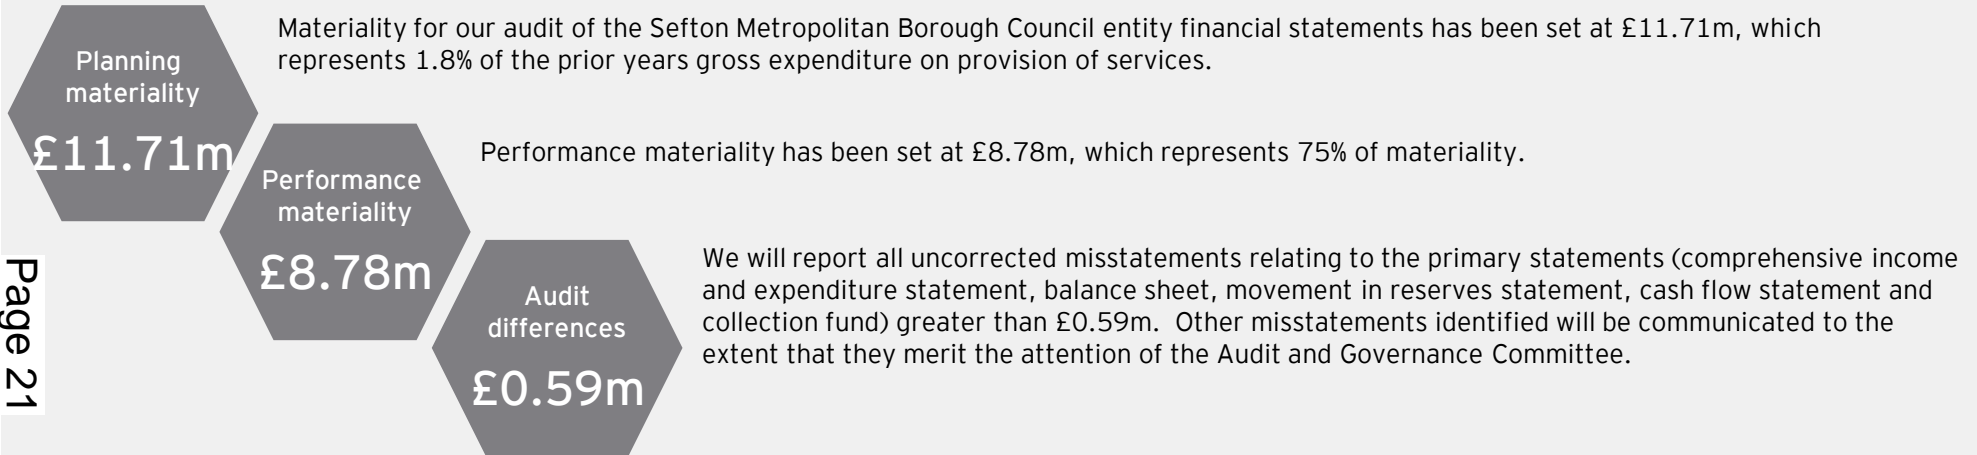 Planning
materiality
£11.71m
Materiality for our audit of the Sefton Metropolitan Borough Council entity financial statements has been set at £11.71m, which
represents 1.8% of the prior years gross expenditure on provision of services.
Performance
materiality
£8.78m
Performance materiality has been set at £8.78m, which represents 75% of materiality.
Audit
differences
£0.59m
We will report all uncorrected misstatements relating to the primary statements (comprehensive income
and expenditure statement, balance sheet, movement in reserves statement, cash flow statement and
collection fund) greater than £0.59m. Other misstatements identified will be communicated to the
extent that they merit the attention of the Audit and Governance Committee.
Page 21